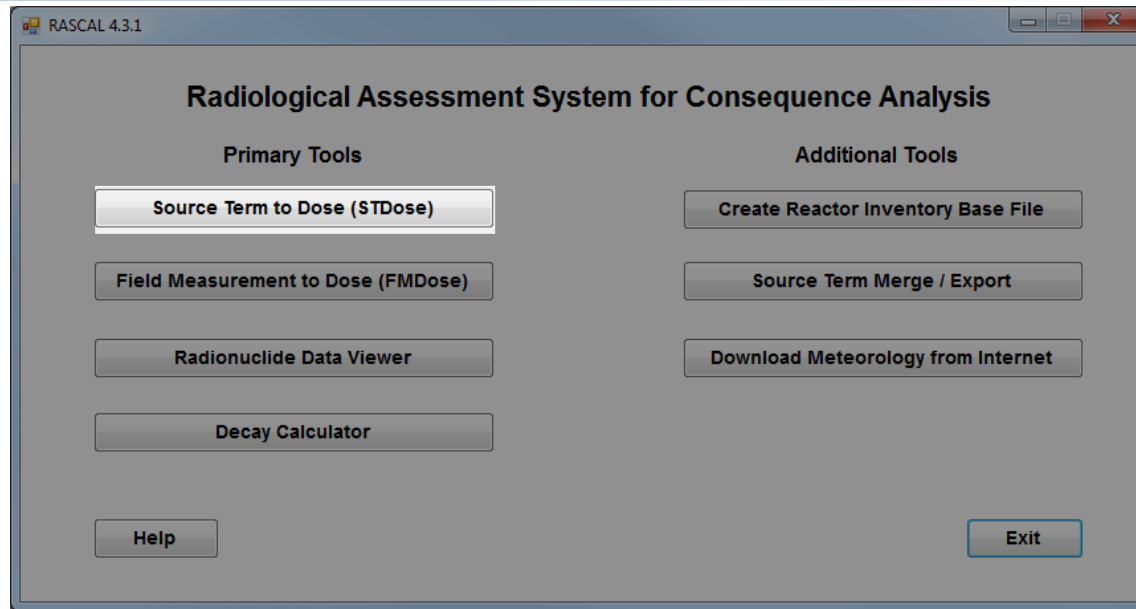 RASCAL 4.3.1
Radiological Assessment System for Consequence Analysis
Primary Tools
Source Term to Dose (STDose)
Field Measurement to Dose (FMDose)
Radionuclide Data Viewer
Decay Calculator
Additional Tools
Create Reactor Inventory Base File
Source Term Merge / Export
Download Meteorology from Internet
Help
Exit